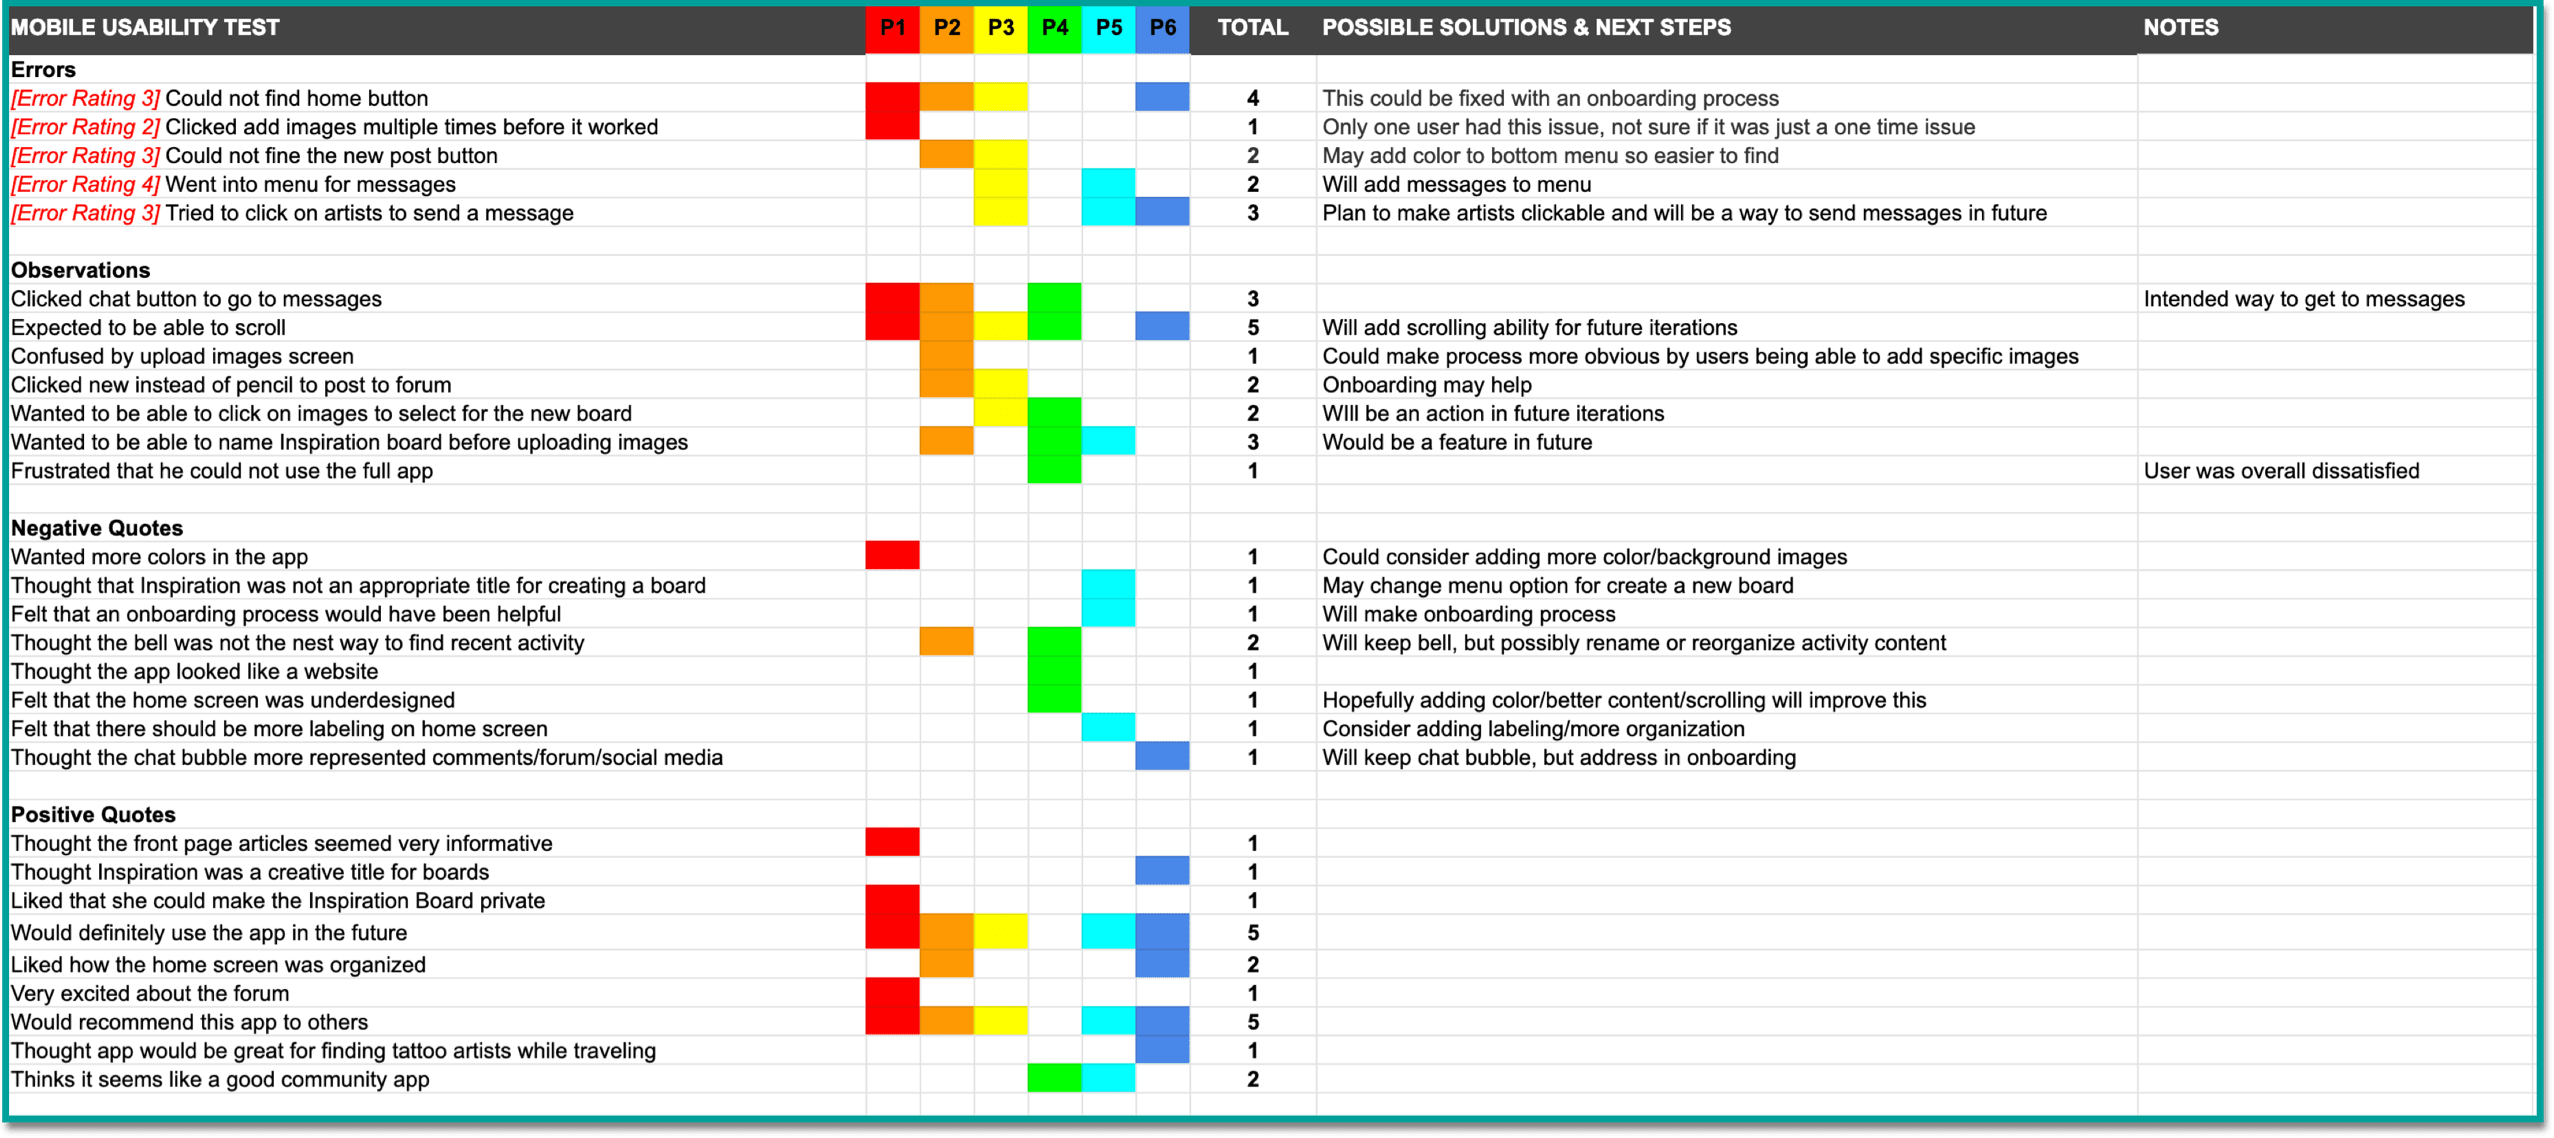 MOBILE USABILITY TEST P1 P2 P3 P4 P5 P6 TOTAL POSSIBLE SOLUTIONS & NEXT STEPS NOTES
Errors
[Error Rating 3] Could not find home button 4 This could be fixed with an onboarding process
[Error Rating 2] Clicked add images multiple times before it worked 1 Only one user had this issue, not sure if it was just a one time issue
[Error Rating 3] Could not fine the new post button 2 May add color to bottom menu so easier to find
[Error Rating 4] Went into menu for messages 2 Will add messages to menu
[Error Rating 3] Tried to click on artists to send a message 3 Plan to make artists clickable and will be a way to send messages in future
Observations
Clicked chat button to go to messages 3 Intended way to get to messages
Expected to be able to scroll 5 Will add scrolling ability for future iterations
Confused by upload images screen 1 Could make process more obvious by users being able to add specific images
Clicked new instead of pencil to post to forum 2 Onboarding may help
Wanted to be able to click on images to select for the new board 2 WIll be an action in future iterations
Wanted to be able to name Inspiration board before uploading images 3 Would be a feature in future
Frustrated that he could not use the full app 1 User was overall dissatisfied
Negative Quotes
Wanted more colors in the app 1 Could consider adding more color/background images
Thought that Inspiration was not an appropriate title for creating a board 1 May change menu option for create a new board
Felt that an onboarding process would have been helpful 1 Will make onboarding process
Thought the bell was not the nest way to find recent activity 2 Will keep bell, but possibly rename or reorganize activity content
Thought the app looked like a website 1
Felt that the home screen was underdesigned 1 Hopefully adding color/better content/scrolling will improve this
Felt that there should be more labeling on home screen 1 Consider adding labeling/more organization
Thought the chat bubble more represented comments/forum/social media 1 Will keep chat bubble, but address in onboarding
Positive Quotes
Thought the front page articles seemed very informative 1
Thought Inspiration was a creative title for boards 1
Liked that she could make the Inspiration Board private 1
Would definitely use the app in the future 5
Liked how the home screen was organized 2
Very excited about the forum 1
Would recommend this app to others 5
Thought app would be great for finding tattoo artists while traveling 1
Thinks it seems like a good community app 2